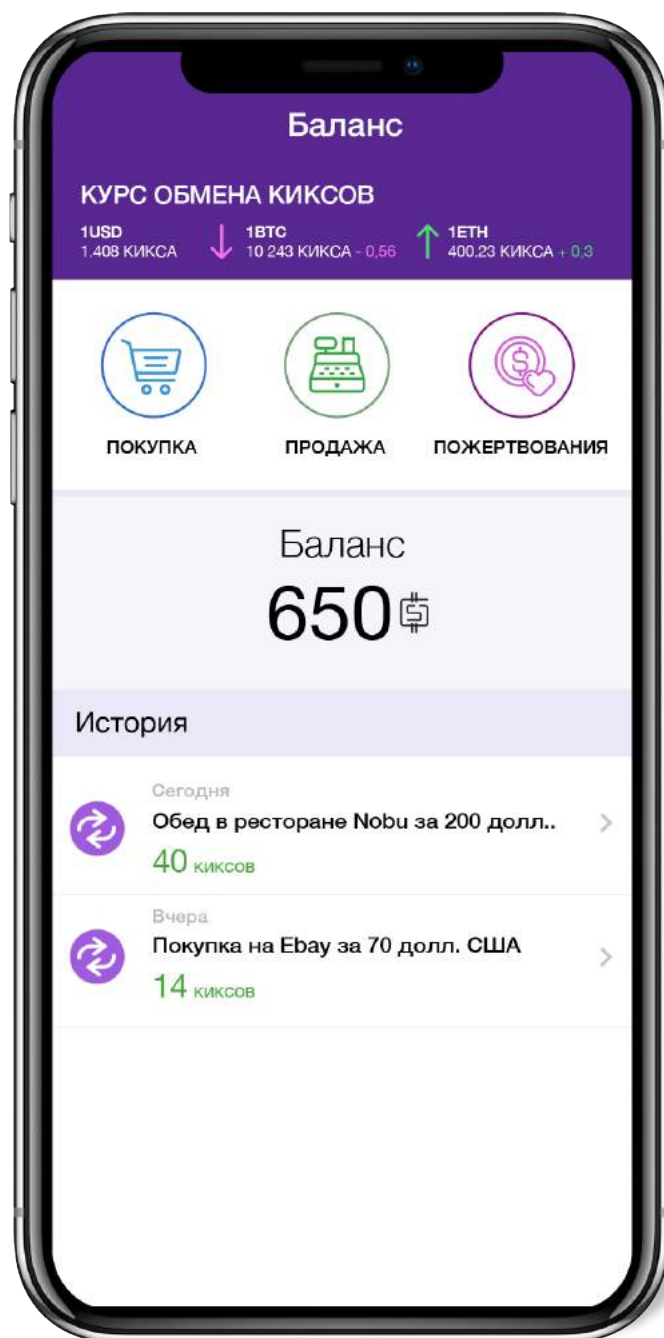 Баланс
КУРС ОБМЕНА КИКСОВ
1USD
1.408 КИКСА
1BTC
10 243 КИКСА - 0,56
1ETH
400.23 КИКСА + 0,3
ПОКУПКА
ПРОДАЖА
ПОЖЕРТВОВАНИЯ
Баланс
650
История
Сегодня
Обед в ресторане Nobu за 200 долл..
40 киксов
Вчера
Покупка на Ebay за 70 долл. США
14 киксов